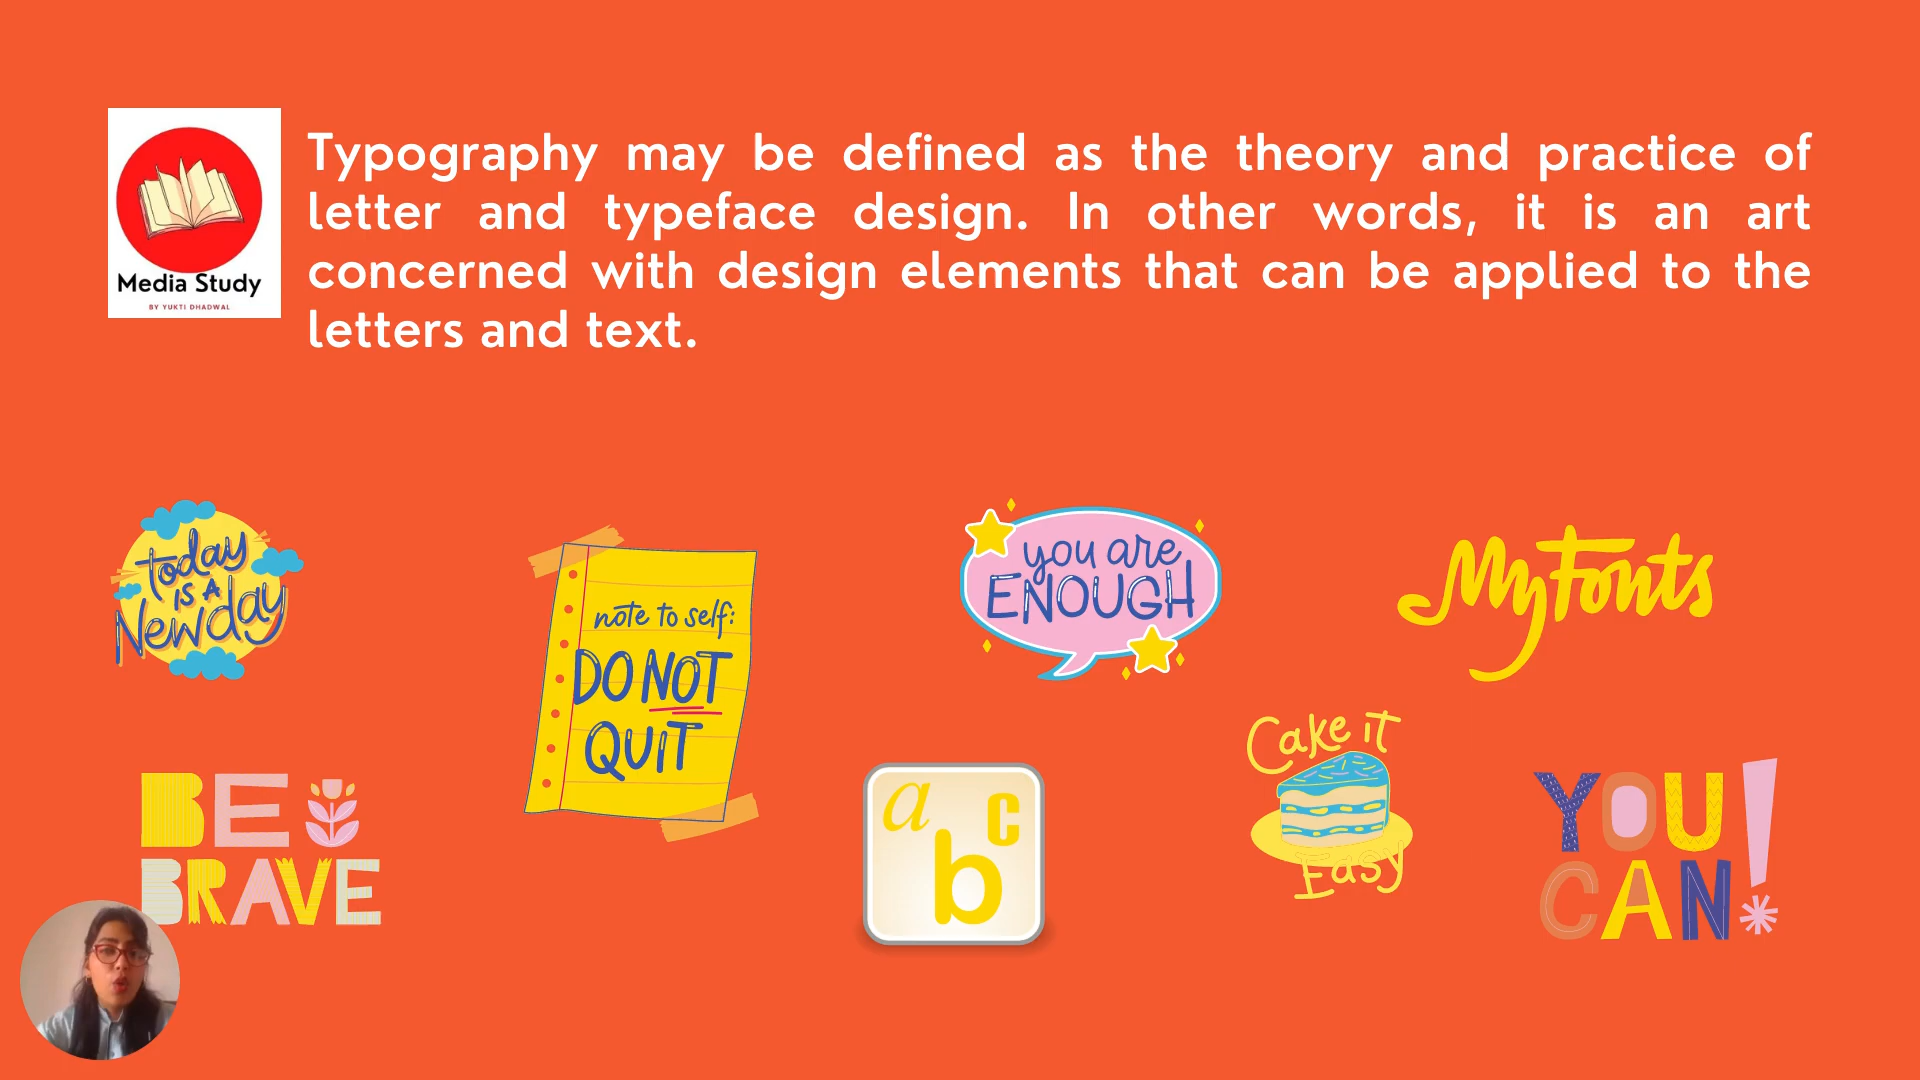 Typography may be defined as the theory and practice of
letter and typeface design. In other words, it is an art
concerned with design elements that can be applied to the
letters and text.
Media Study
BY YUKTI DHADWAL
today
IS A
New day
note to self:
DO NOT
QUIT
you are
ENOUGH
MyFonts
BE
BRAVE
a
c
b
Cake it
Easy
YOU
CAN!